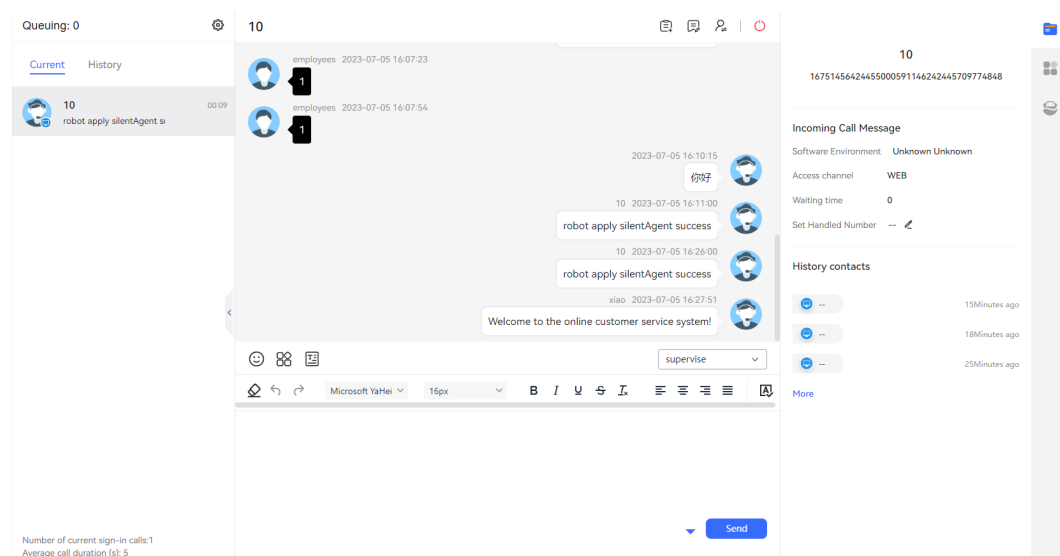 Queuing: 0
Current
History
10
00:09
robot apply silentAgent s
Number of current sign-in calls:1
Average call duration (s): 5
10
employees 2023-07-05 16:07:23
1
employees 2023-07-05 16:07:54
1
2023-07-05 16:10:15
你好
10 2023-07-05 16:11:00
robot apply silentAgent success
10 2023-07-05 16:26:00
robot apply silentAgent success
xiao 2023-07-05 16:27:51
Welcome to the online customer service system!
supervise
Microsoft YaHei
16px
B I U S Ix
A
Send
10
16751456424455000591146242445709774848
Incoming Call Message
Software Environment Unknown Unknown
Access channel WEB
Waiting time 0
Set Handled Number --
History contacts
-- 15Minutes ago
-- 18Minutes ago
-- 25Minutes ago
More